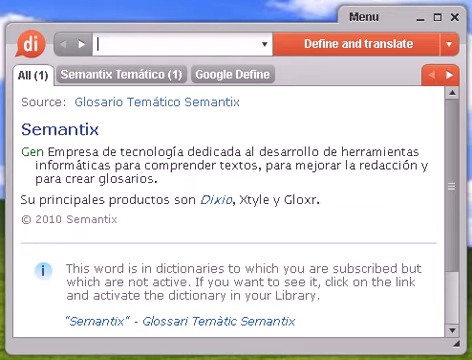 Menu
di
Define and translate
All (1) Semantix Temático (1) Google Define
Source: Glosario Temático Semantix
Semantix
Gen Empresa de tecnología dedicada al desarrollo de herramientas
informáticas para comprender textos, para mejorar la redacción y
para crear glosarios.
Su principales productos son Dixio, Xtyle y Gloxr.
© 2010 Semantix
i
This word is in dictionaries to which you are subscribed but
which are not active. If you want to see it, click on the link
and activate the dictionary in your Library.
"Semantix" - Glossari Temàtic Semantix